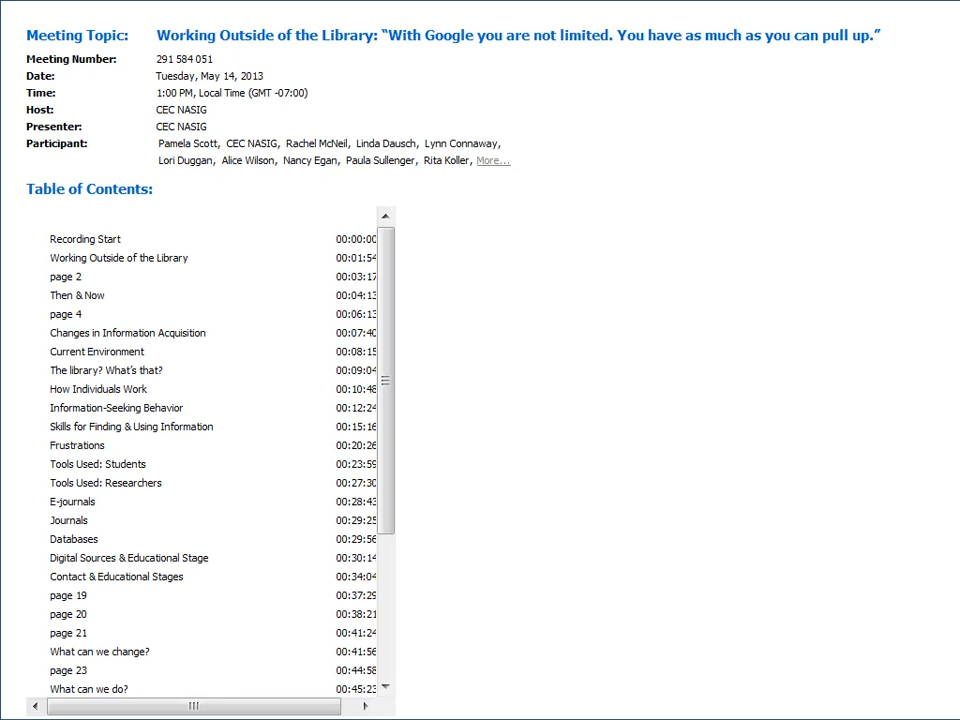 Meeting Topic: Working Outside of the Library: “With Google you are not limited. You have as much as you can pull up.”
Meeting Number: 291 584 051
Date: Tuesday, May 14, 2013
Time: 1:00 PM, Local Time (GMT -07:00)
Host: CEC NASIG
Presenter: CEC NASIG
Participant: Pamela Scott, CEC NASIG, Rachel McNeil, Linda Dausch, Lynn Connaway,
Lori Duggan, Alice Wilson, Nancy Egan, Paula Sullenger, Rita Koller, More...
Table of Contents:
Recording Start 00:00:00
Working Outside of the Library 00:01:54
page 2 00:03:17
Then & Now 00:04:13
page 4 00:06:13
Changes in Information Acquisition 00:07:40
Current Environment 00:08:15
The library? What’s that? 00:09:04
How Individuals Work 00:10:48
Information-Seeking Behavior 00:12:24
Skills for Finding & Using Information 00:15:16
Frustrations 00:20:26
Tools Used: Students 00:23:59
Tools Used: Researchers 00:27:30
E-journals 00:28:43
Journals 00:29:25
Databases 00:29:56
Digital Sources & Educational Stage 00:30:14
Contact & Educational Stages 00:34:04
page 19 00:37:29
page 20 00:38:21
page 21 00:41:24
What can we change? 00:41:56
page 23 00:44:58
What can we do? 00:45:23